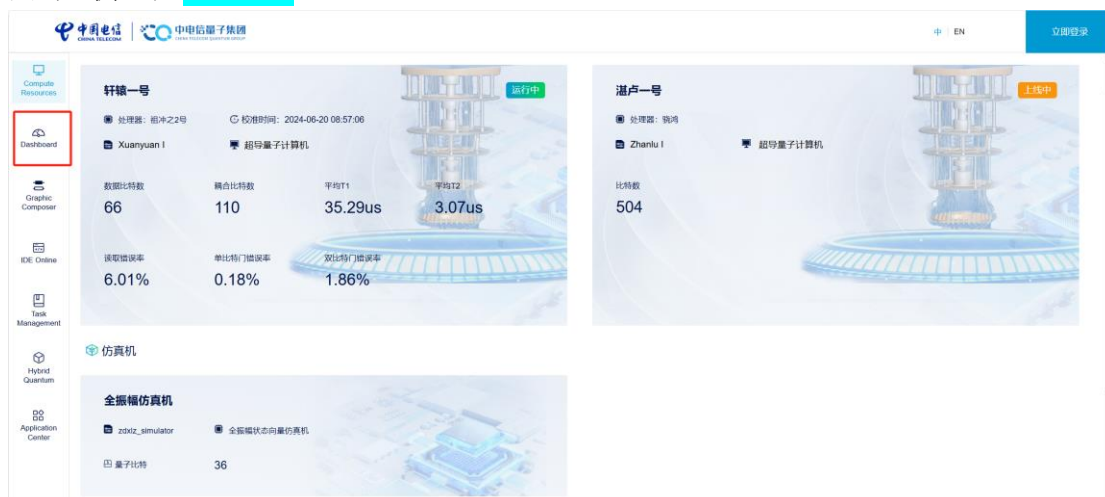 中国电信
CHINA TELECOM
中电信量子集团
CHINA TELECOM QUANTUM GROUP
中 | EN
立即登录
Compute
Resources
Dashboard
Graphic
Composer
IDE Online
Task
Management
Hybrid
Quantum
Application
Center
轩辕一号
运行中
处理器：祖冲之2号
校准时间：2024-06-20 08:57:06
Xuanyuan I
超导量子计算机
数据比特数
耦合比特数
平均T1
平均T2
66
110
35.29us
3.07us
读取错误率
单比特门错误率
双比特门错误率
6.01%
0.18%
1.86%
湛卢一号
上线中
处理器：骁鸿
Zhanlu I
超导量子计算机
比特数
504
仿真机
全振幅仿真机
zdxlz_simulator
全振幅状态向量仿真机
量子比特
36